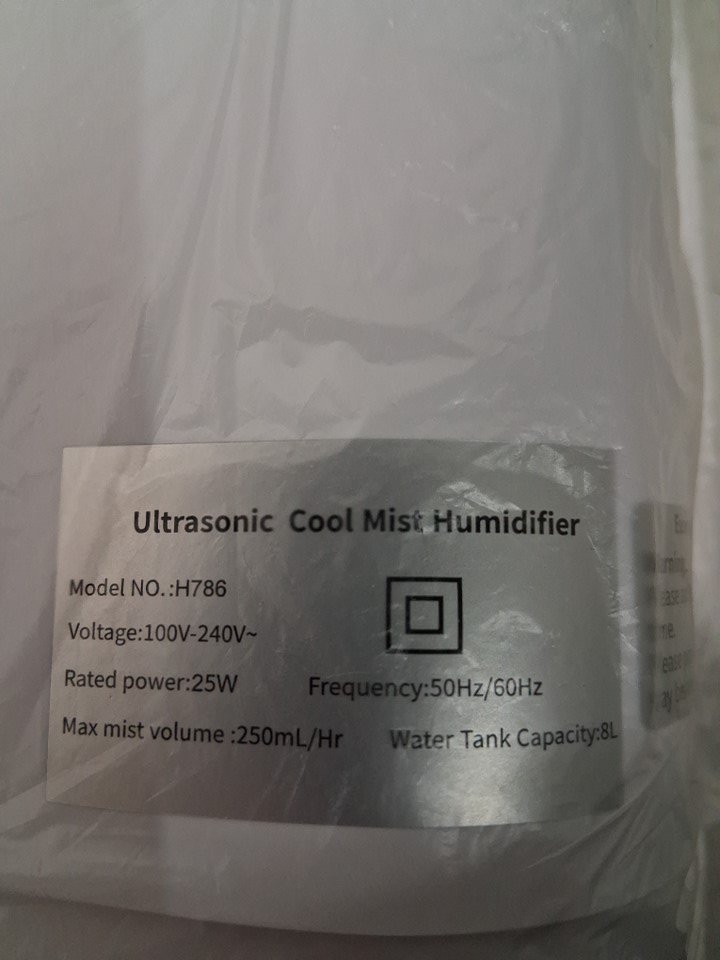 Ultrasonic Cool Mist Humidifier
Model NO.:H786
Voltage:100V-240V~
Rated power:25W
Frequency:50Hz/60Hz
Max mist volume :250mL/Hr
Water Tank Capacity:8L